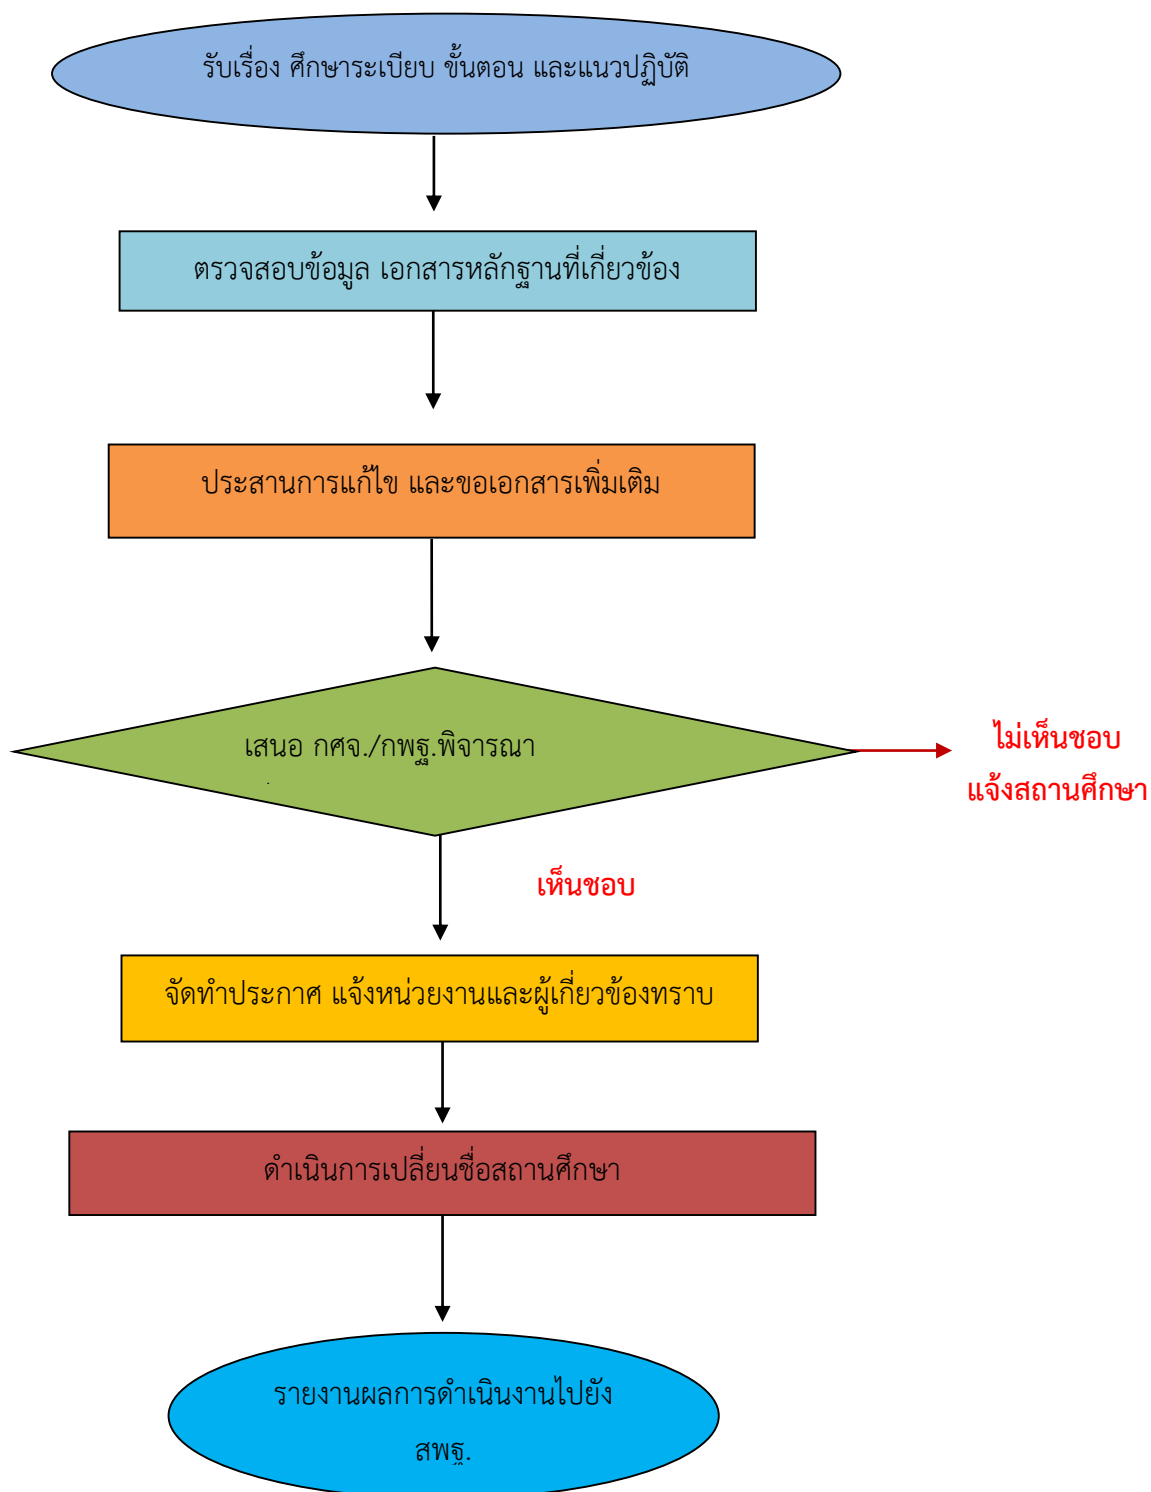 รับเรื่อง ศึกษาระเบียบ ขั้นตอน และแนวปฏิบัติ
ตรวจสอบข้อมูล เอกสารหลักฐานที่เกี่ยวข้อง
ประสานการแก้ไข และขอเอกสารเพิ่มเติม
เสนอ กศจ./กพฐ.พิจารณา
ไม่เห็นชอบ
แจ้งสถานศึกษา
เห็นชอบ
จัดทำประกาศ แจ้งหน่วยงานและผู้เกี่ยวข้องทราบ
ดำเนินการเปลี่ยนชื่อสถานศึกษา
รายงานผลการดำเนินงานไปยัง
สพฐ.